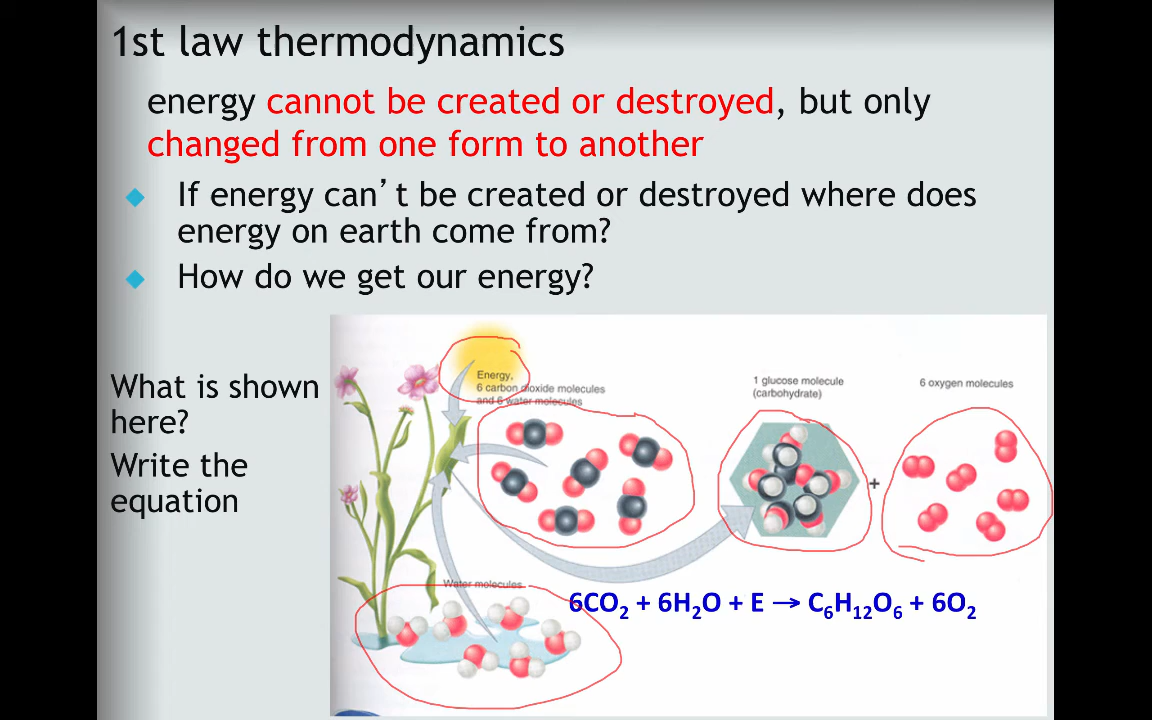 1st law thermodynamics
energy cannot be created or destroyed, but only
changed from one form to another
If energy can’t be created or destroyed where does
energy on earth come from?
How do we get our energy?
What is shown
here?
Write the
equation
Energy,
6 carbon dioxide molecules
and 6 water molecules
1 glucose molecule
(carbohydrate)
6 oxygen molecules
+
Water molecules
6CO₂ + 6H₂O + E → C₆H₁₂O₆ + 6O₂